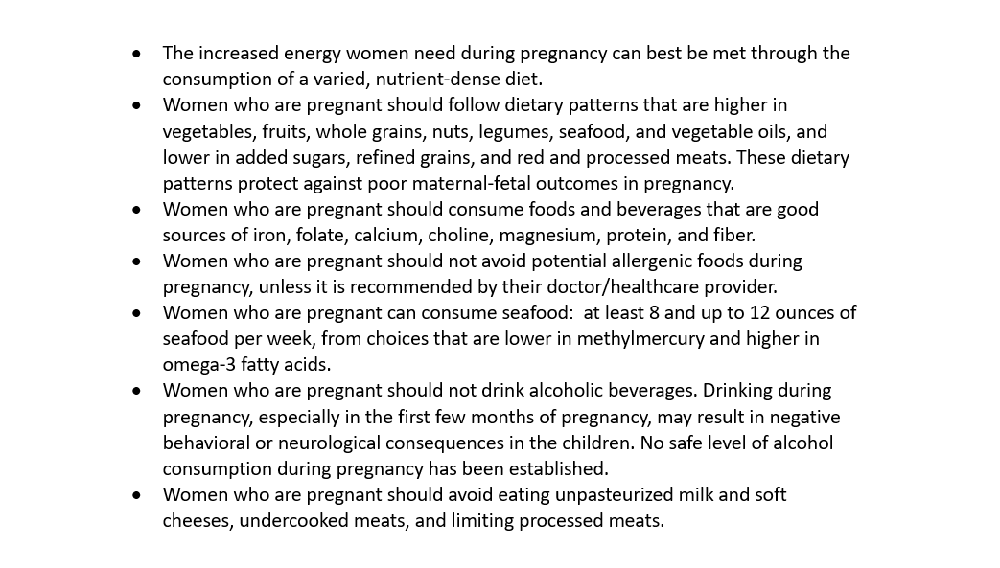 • The increased energy women need during pregnancy can best be met through the
consumption of a varied, nutrient-dense diet.
• Women who are pregnant should follow dietary patterns that are higher in
vegetables, fruits, whole grains, nuts, legumes, seafood, and vegetable oils, and
lower in added sugars, refined grains, and red and processed meats. These dietary
patterns protect against poor maternal-fetal outcomes in pregnancy.
• Women who are pregnant should consume foods and beverages that are good
sources of iron, folate, calcium, choline, magnesium, protein, and fiber.
• Women who are pregnant should not avoid potential allergenic foods during
pregnancy, unless it is recommended by their doctor/healthcare provider.
• Women who are pregnant can consume seafood:  at least 8 and up to 12 ounces of
seafood per week, from choices that are lower in methylmercury and higher in
omega-3 fatty acids.
• Women who are pregnant should not drink alcoholic beverages. Drinking during
pregnancy, especially in the first few months of pregnancy, may result in negative
behavioral or neurological consequences in the children. No safe level of alcohol
consumption during pregnancy has been established.
• Women who are pregnant should avoid eating unpasteurized milk and soft
cheeses, undercooked meats, and limiting processed meats.